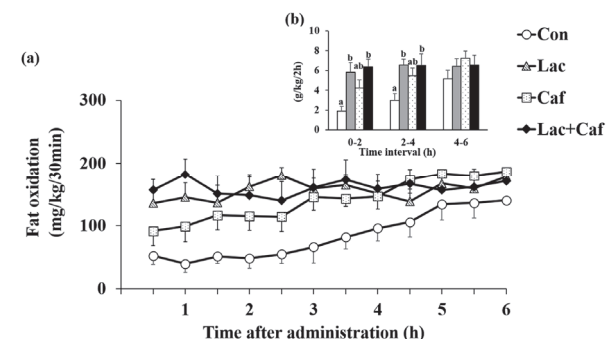 (b)
10
8
6
4
2
0
(g/kg/2h)
a
b
ab
b
a
b
ab
b
0-2
2-4
4-6
Time interval (h)
Con
Lac
Caf
Lac+Caf
(a)
300
200
100
0
Fat oxidation
(mg/kg/30min)
1
2
3
4
5
6
Time after administration (h)